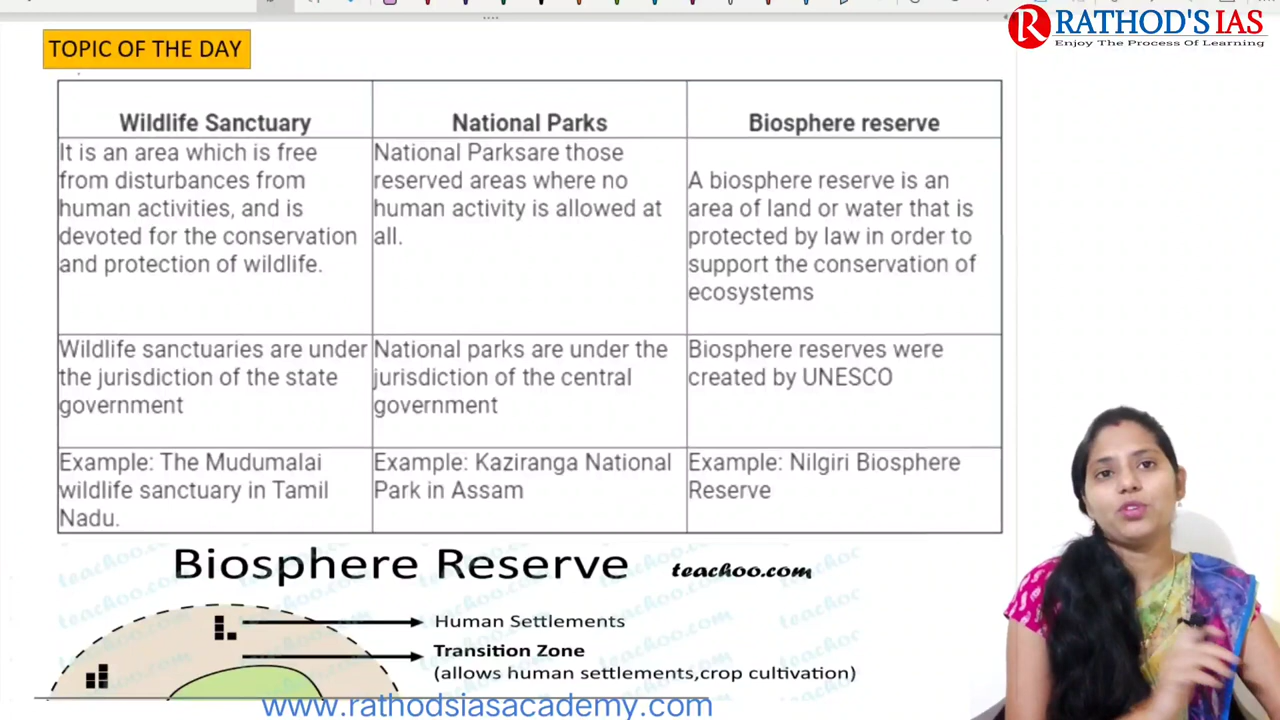 RATHOD'S IAS
Enjoy The Process Of Learning
TOPIC OF THE DAY
Wildlife Sanctuary
National Parks
Biosphere reserve
It is an area which is free
from disturbances from
human activities, and is
devoted for the conservation
and protection of wildlife.
National Parksare those
reserved areas where no
human activity is allowed at
all.
A biosphere reserve is an
area of land or water that is
protected by law in order to
support the conservation of
ecosystems
Wildlife sanctuaries are under
the jurisdiction of the state
government
National parks are under the
jurisdiction of the central
government
Biosphere reserves were
created by UNESCO
Example: The Mudumalai
wildlife sanctuary in Tamil
Nadu.
Example: Kaziranga National
Park in Assam
Example: Nilgiri Biosphere
Reserve
Biosphere Reserve
teachoo.com
Human Settlements
Transition Zone
(allows human settlements,crop cultivation)
www.rathodsiasacademy.com